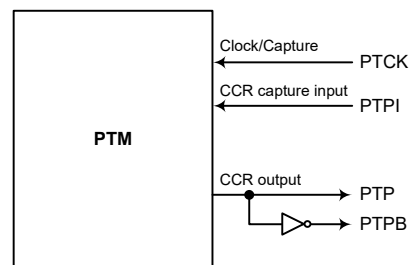 Clock/Capture
PTCK
CCR capture input
PTPI
PTM
CCR output
PTP
PTPB